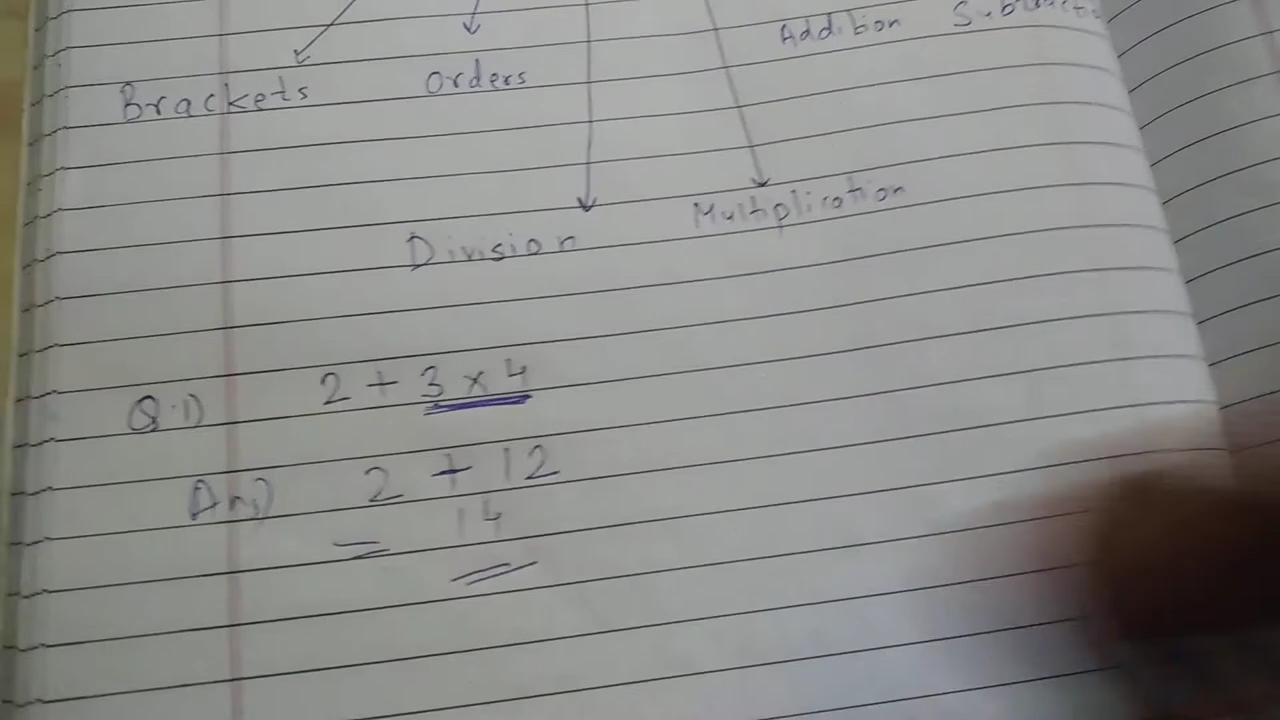 Addition
Brackets Orders
Multiplication
Division
Q.1) 2 + 3 x 4
Ans) 2 + 12
= 14